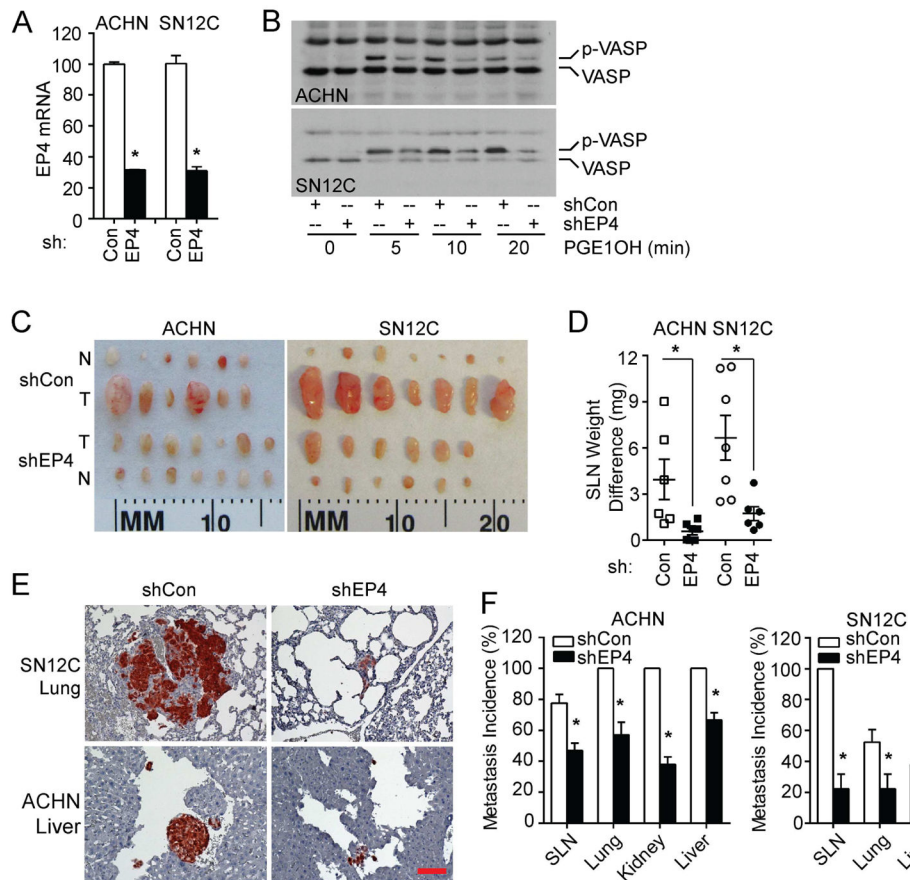 A
ACHN SN12C
EP4 mRNA
120
100
80
60
40
20
0
* *
sh:
Con
EP4
Con
EP4
B
p-VASP
VASP
ACHN
p-VASP
VASP
SN12C
+ -- + -- + -- + -- shCon
-- + -- + -- + -- + shEP4
0 5 10 20 PGE1OH (min)
C
ACHN SN12C
N
shCon
T
T
shEP4
N
MM 10
MM 10 20
D
ACHN SN12C
SLN Weight
Difference (mg)
12
9
6
3
0
* *
sh:
Con
EP4
Con
EP4
E
shCon shEP4
SN12C
Lung
ACHN
Liver
F
ACHN
Metastasis Incidence (%)
120
100
80
60
40
20
0
shCon
shEP4
* * * *
SLN
Lung
Kidney
Liver
SN12C
Metastasis Incidence (%)
120
100
80
60
40
20
0
shCon
shEP4
* *
SLN
Lung